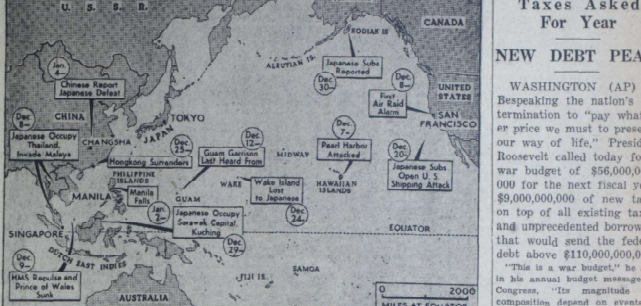 U. S. S. R.
CANADA
KODIAK IS
ALEUTIAN IS.
Japanese Subs
Reported
Dec.
30—
Jan.
4—
Chinese Report
Japanese Defeat
Dec.
8—
First
Air Raid
Alarm
UNITED
STATES
SAN
FRANCISCO
CHINA
CHANGSHA
TOKYO
JAPAN
Dec.
8—
Japanese Occupy
Thailand,
Invade Malaya
Dec.
25—
Hongkong Surrenders
Dec.
12—
Guam Garrison
Last Heard From
MIDWAY
Dec.
7—
Pearl Harbor
Attacked
HAWAIIAN
ISLANDS
Dec.
20—
Japanese Subs
Open U. S.
Shipping Attack
PHILIPPINE
ISLANDS
MANILA
Manila
Falls
Jan.
2—
GUAM
WAKE
Wake Island
Lost
to Japanese
Dec.
24—
Japanese Occupy
Sarawak Capital,
Kuching
Dec.
29—
SINGAPORE
EQUATOR
Dec.
9—
HMS Repulse and
Prince of Wales
Sunk
DUTCH EAST INDIES
FIJI IS.
SAMOA
AUSTRALIA
0 2000
MILES AT EQUATOR
Taxes Asked
For Year
NEW DEBT PEA
WASHINGTON (AP)
Bespeaking the nation's
termination to "pay wha
er price we must to prese
our way of life," Presid
Roosevelt called today fo
war budget of $56,000,0
000 for the next fiscal y
$9,000,000,000 of new ta
on top of all existing ta
and unprecedented borrow
that would send the fede
debt above $110,000,000,0
"This is a war budget," he
in his annual budget message
Congress, "Its magnitude
composition depend on